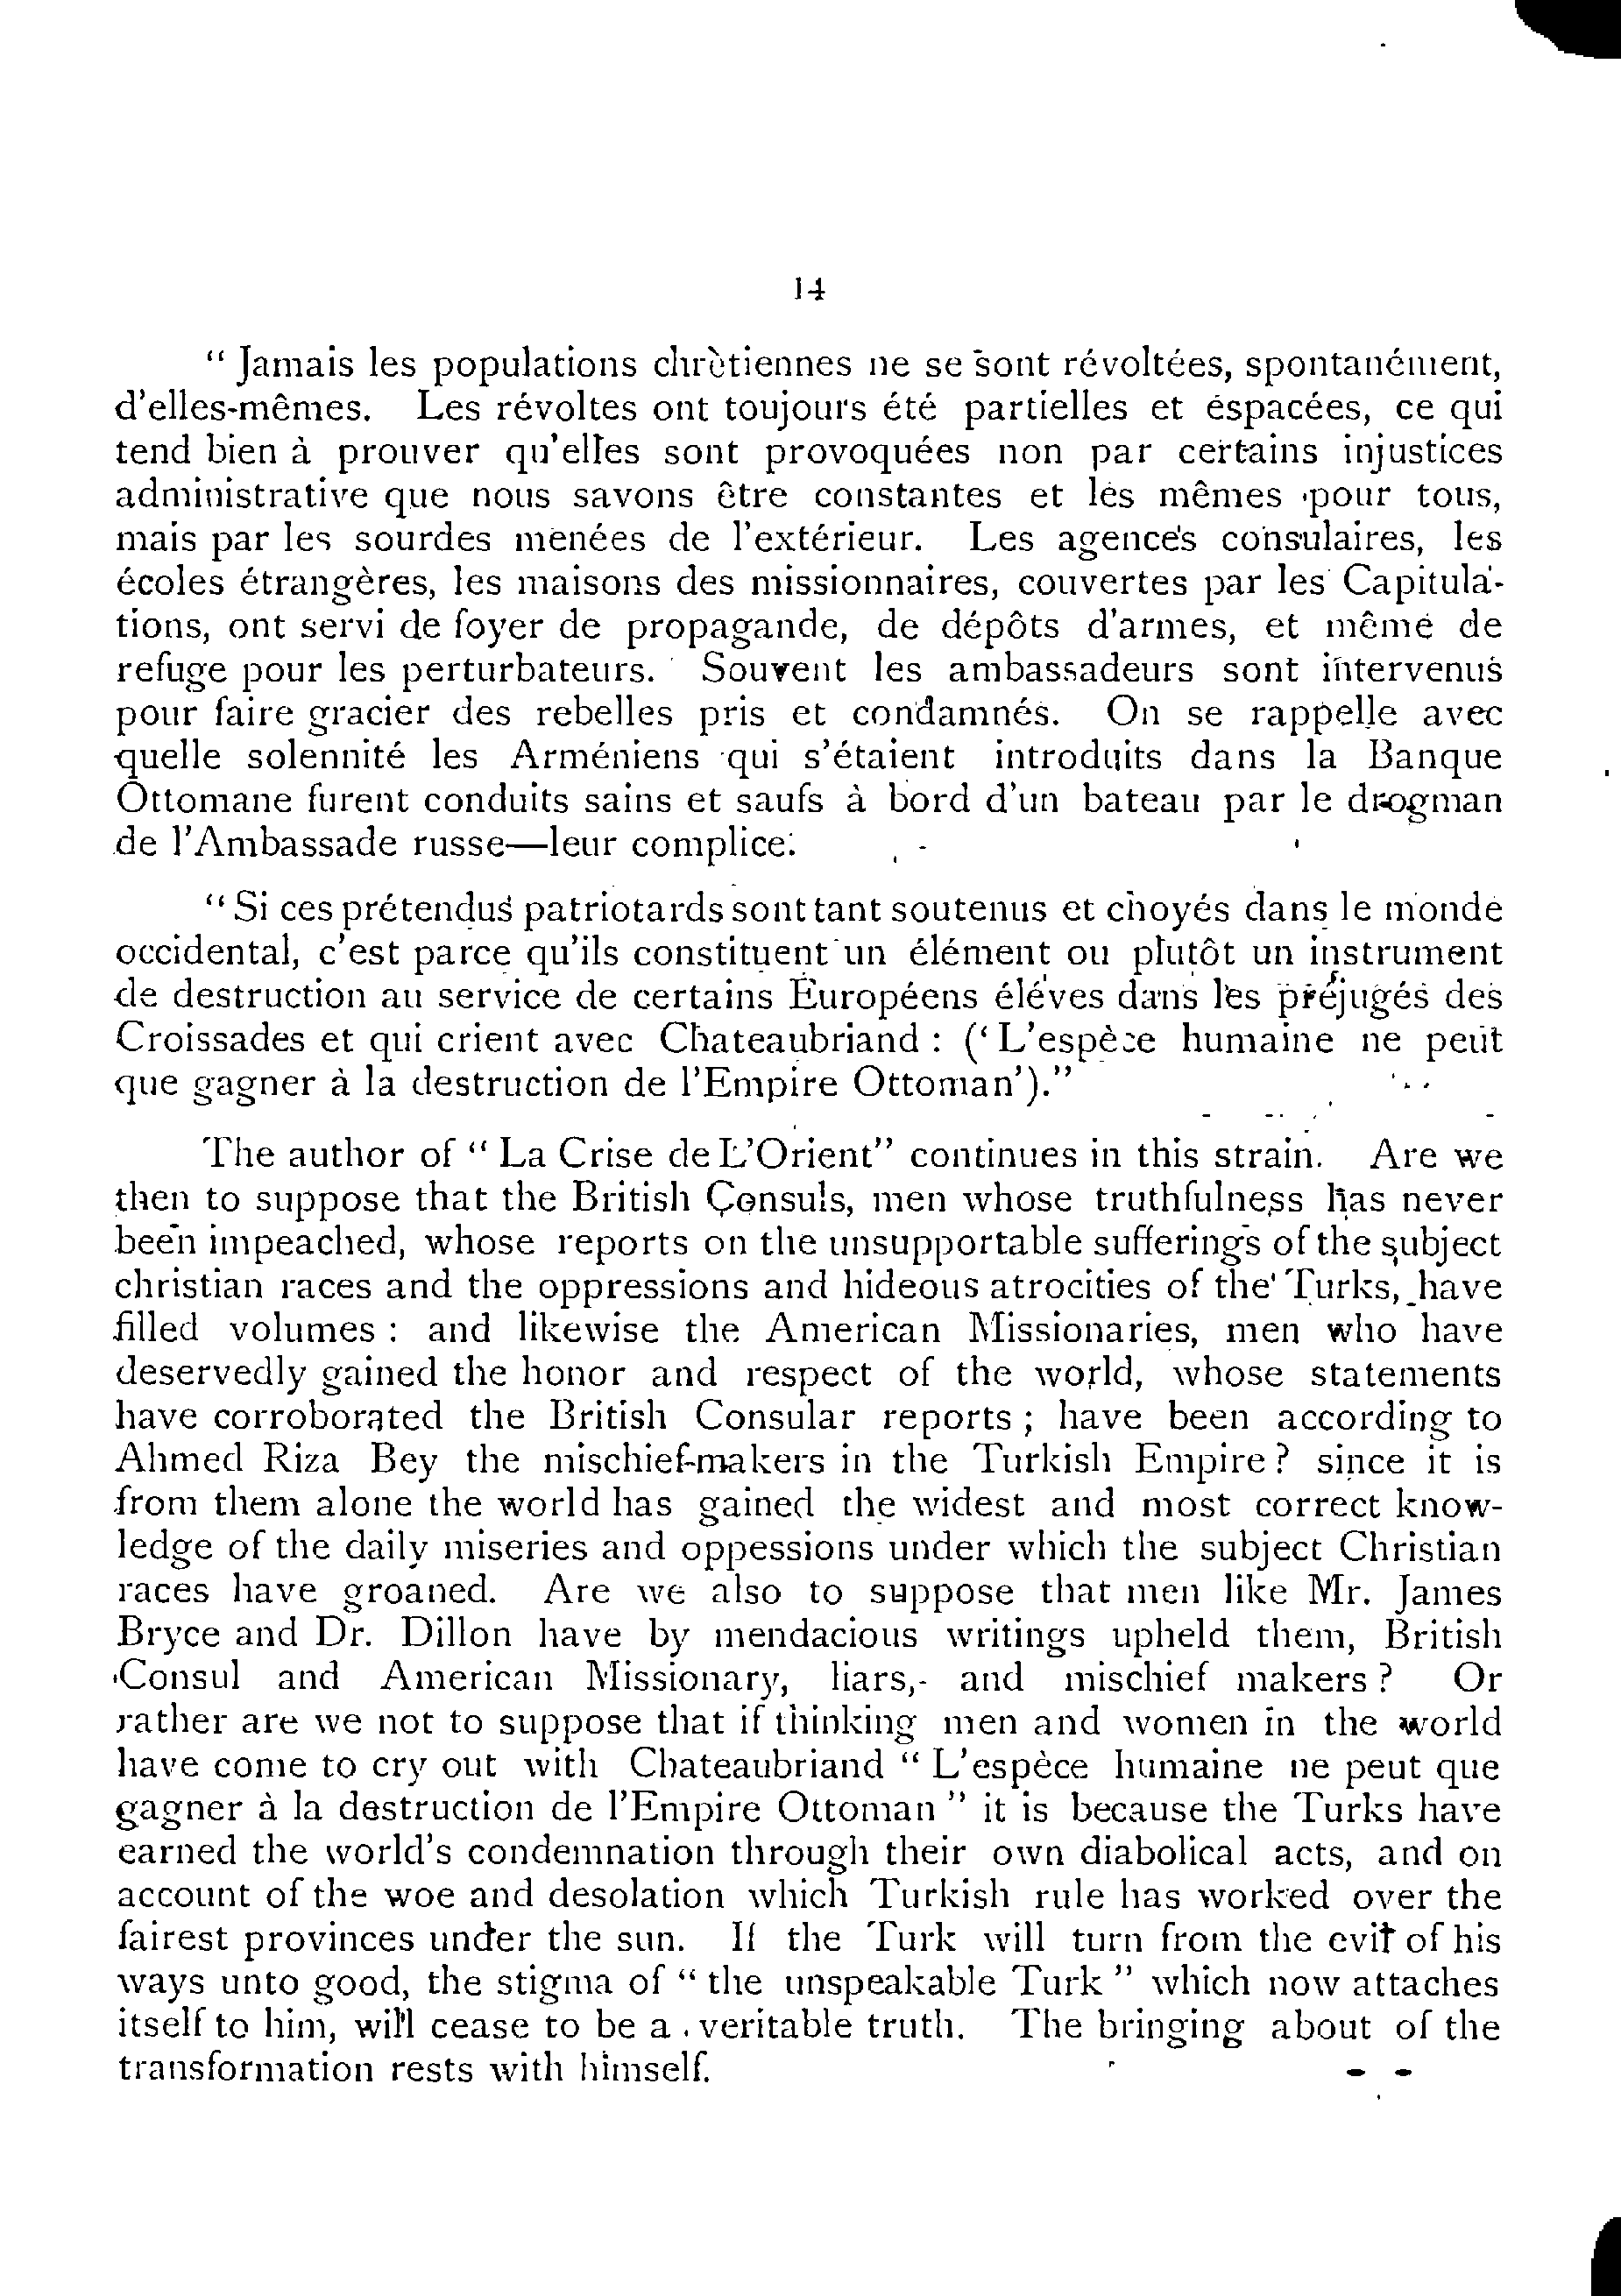 14
“ Jamais les populations chrètiennes ne se sont révoltées, spontanément,
d’elles-mêmes. Les révoltes ont toujours été partielles et espacées, ce qui
tend bien à prouver qu’elles sont provoquées non par certains injustices
administrative que nous savons être constantes et les mêmes pour tous,
mais par les sourdes menées de l’extérieur. Les agences consulaires, les
écoles étrangères, les maisons des missionnaires, couvertes par les Capitula-
tions, ont servi de foyer de propagande, de dépôts d’armes, et même de
refuge pour les perturbateurs. Souvent les ambassadeurs sont intervenus
pour faire gracier des rebelles pris et condamnés. On se rappelle avec
quelle solennité les Arméniens qui s’étaient introduits dans la Banque
Ottomane furent conduits sains et saufs à bord d’un bateau par le drogman
de l’Ambassade russe—leur complice.
“ Si ces prétendus patriotards sont tant soutenus et choyés dans le monde
occidental, c’est parce qu’ils constituent un élément ou plutôt un instrument
de destruction au service de certains Européens éléves dans les préjugés des
Croissades et qui crient avec Chateaubriand : (‘ L’espèce humaine ne peut
que gagner à la destruction de l’Empire Ottoman’).”
The author of “ La Crise de L’Orient” continues in this strain. Are we
then to suppose that the British Consuls, men whose truthfulness has never
been impeached, whose reports on the unsupportable sufferings of the subject
christian races and the oppressions and hideous atrocities of the Turks, have
filled volumes : and likewise the American Missionaries, men who have
deservedly gained the honor and respect of the world, whose statements
have corroborated the British Consular reports ; have been according to
Ahmed Riza Bey the mischief-makers in the Turkish Empire ? since it is
from them alone the world has gained the widest and most correct know-
ledge of the daily miseries and oppessions under which the subject Christian
races have groaned. Are we also to suppose that men like Mr. James
Bryce and Dr. Dillon have by mendacious writings upheld them, British
Consul and American Missionary, liars, and mischief makers ? Or
rather are we not to suppose that if thinking men and women in the world
have come to cry out with Chateaubriand “ L’espèce humaine ne peut que
gagner à la destruction de l’Empire Ottoman ” it is because the Turks have
earned the world’s condemnation through their own diabolical acts, and on
account of the woe and desolation which Turkish rule has worked over the
fairest provinces under the sun. If the Turk will turn from the evil of his
ways unto good, the stigma of “ the unspeakable Turk ” which now attaches
itself to him, will cease to be a veritable truth. The bringing about of the
transformation rests with himself.